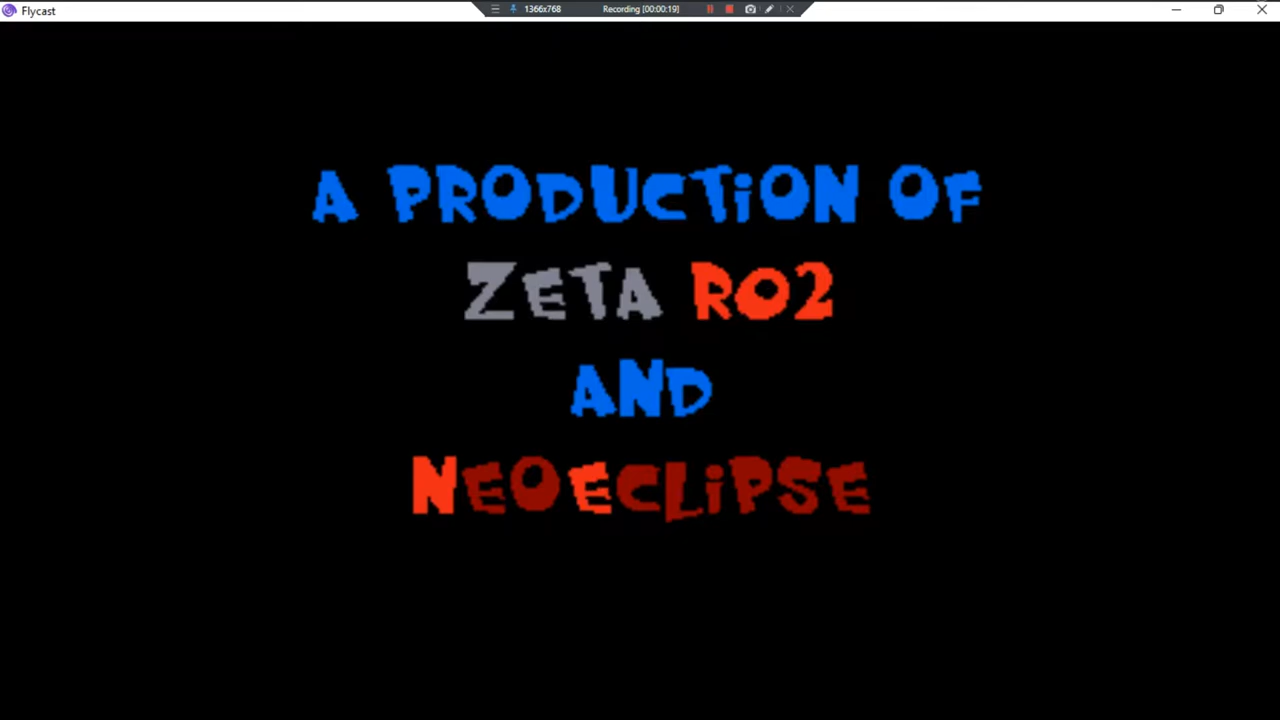 Flycast
1366x768
Recording [00:00:19]
A PRODUCTiON OF
ZETA RO2
AND
NEOECLiPSE